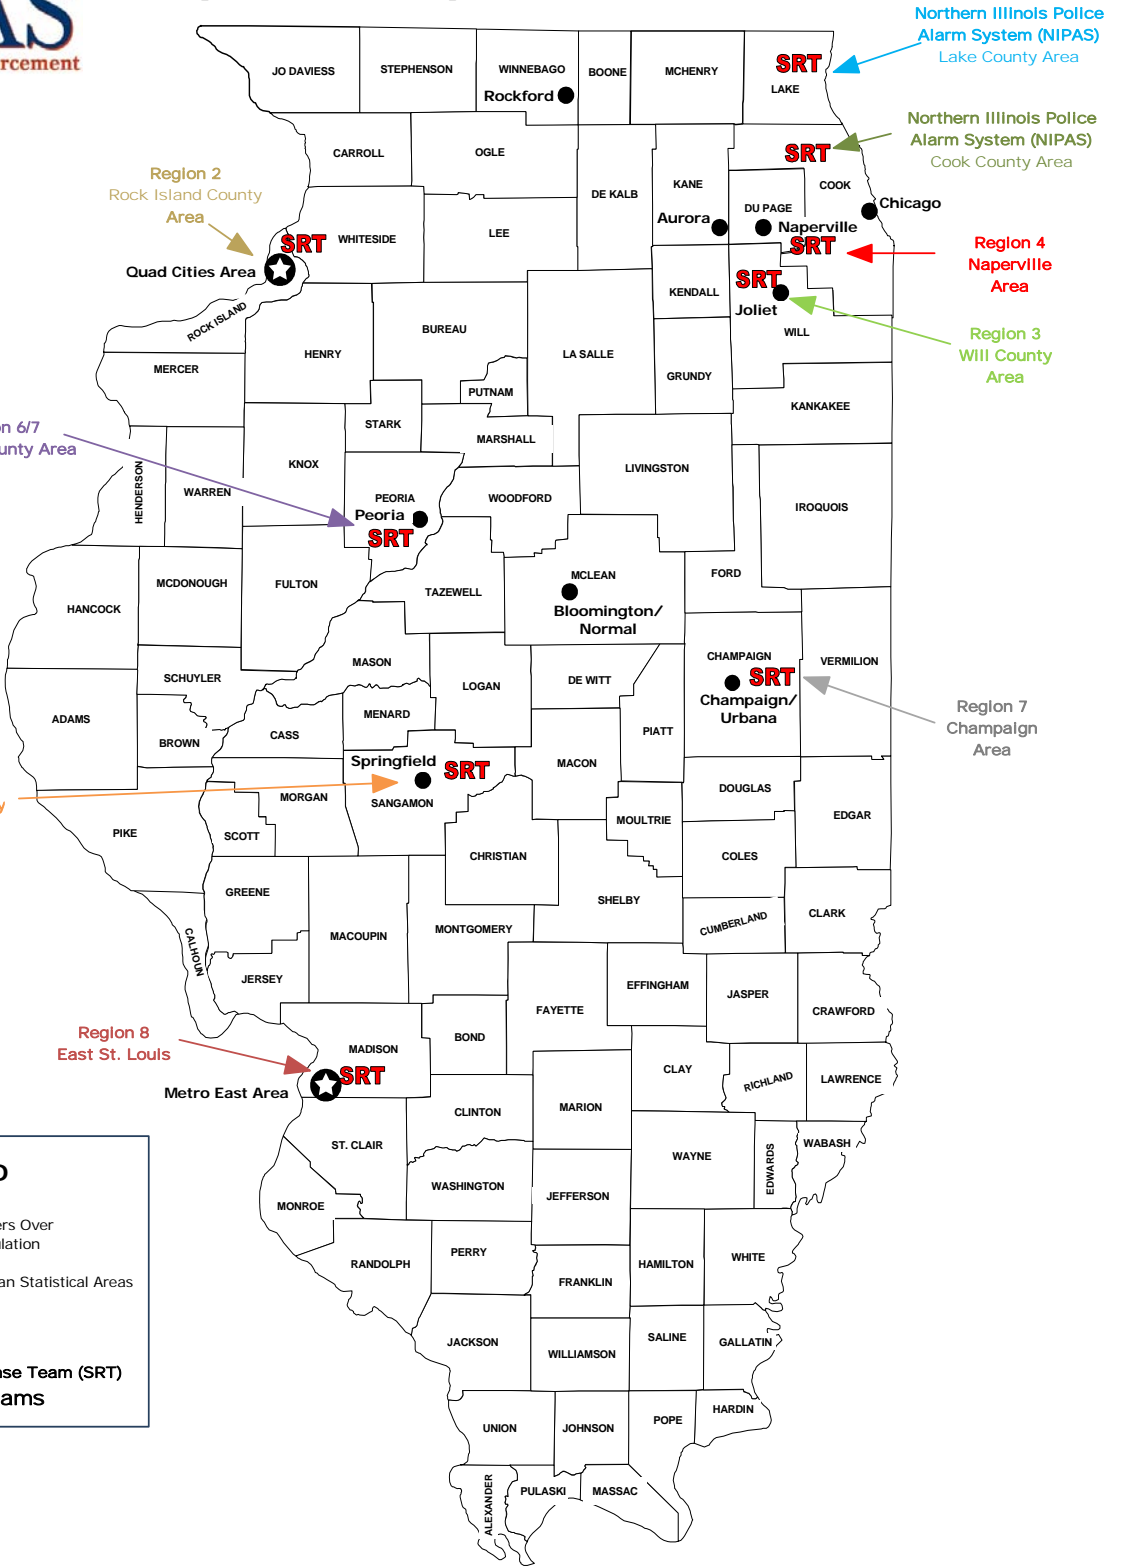 AS
rcement
Northern Illinois Police
Alarm System (NIPAS)
Lake County Area
Northern Illinois Police
Alarm System (NIPAS)
Cook County Area
Region 4
Naperville
Area
Region 3
Will County
Area
Region 2
Rock Island County
Area
n 6/7
unty Area
Region 7
Champaign
Area
y
Region 8
East St. Louis
JO DAVIESS
STEPHENSON
WINNEBAGO
Rockford
BOONE
MCHENRY
SRT
LAKE
CARROLL
OGLE
DE KALB
KANE
SRT
COOK
DU PAGE
Chicago
Aurora
Naperville
SRT
SRT
WHITESIDE
LEE
Quad Cities Area
ROCK ISLAND
KENDALL
SRT
Joliet
WILL
HENRY
BUREAU
LA SALLE
GRUNDY
MERCER
PUTNAM
KANKAKEE
STARK
MARSHALL
KNOX
LIVINGSTON
HENDERSON
WARREN
PEORIA
Peoria
SRT
WOODFORD
IROQUOIS
MCDONOUGH
FULTON
TAZEWELL
MCLEAN
Bloomington/
Normal
FORD
HANCOCK
MASON
LOGAN
DE WITT
CHAMPAIGN
SRT
Champaign/
Urbana
VERMILION
SCHUYLER
ADAMS
BROWN
CASS
MENARD
PIATT
Springfield
SRT
SANGAMON
MACON
MORGAN
DOUGLAS
EDGAR
PIKE
SCOTT
MOULTRIE
CHRISTIAN
COLES
GREENE
SHELBY
CUMBERLAND
CLARK
MACOUPIN
MONTGOMERY
CALHOUN
JERSEY
EFFINGHAM
JASPER
FAYETTE
CRAWFORD
BOND
MADISON
SRT
Metro East Area
CLAY
RICHLAND
LAWRENCE
CLINTON
MARION
ST. CLAIR
WAYNE
EDWARDS
WABASH
WASHINGTON
JEFFERSON
MONROE
RANDOLPH
PERRY
HAMILTON
WHITE
FRANKLIN
JACKSON
WILLIAMSON
SALINE
GALLATIN
UNION
JOHNSON
POPE
HARDIN
ALEXANDER
PULASKI
MASSAC
ers Over
ulation
an Statistical Areas
nse Team (SRT)
ams